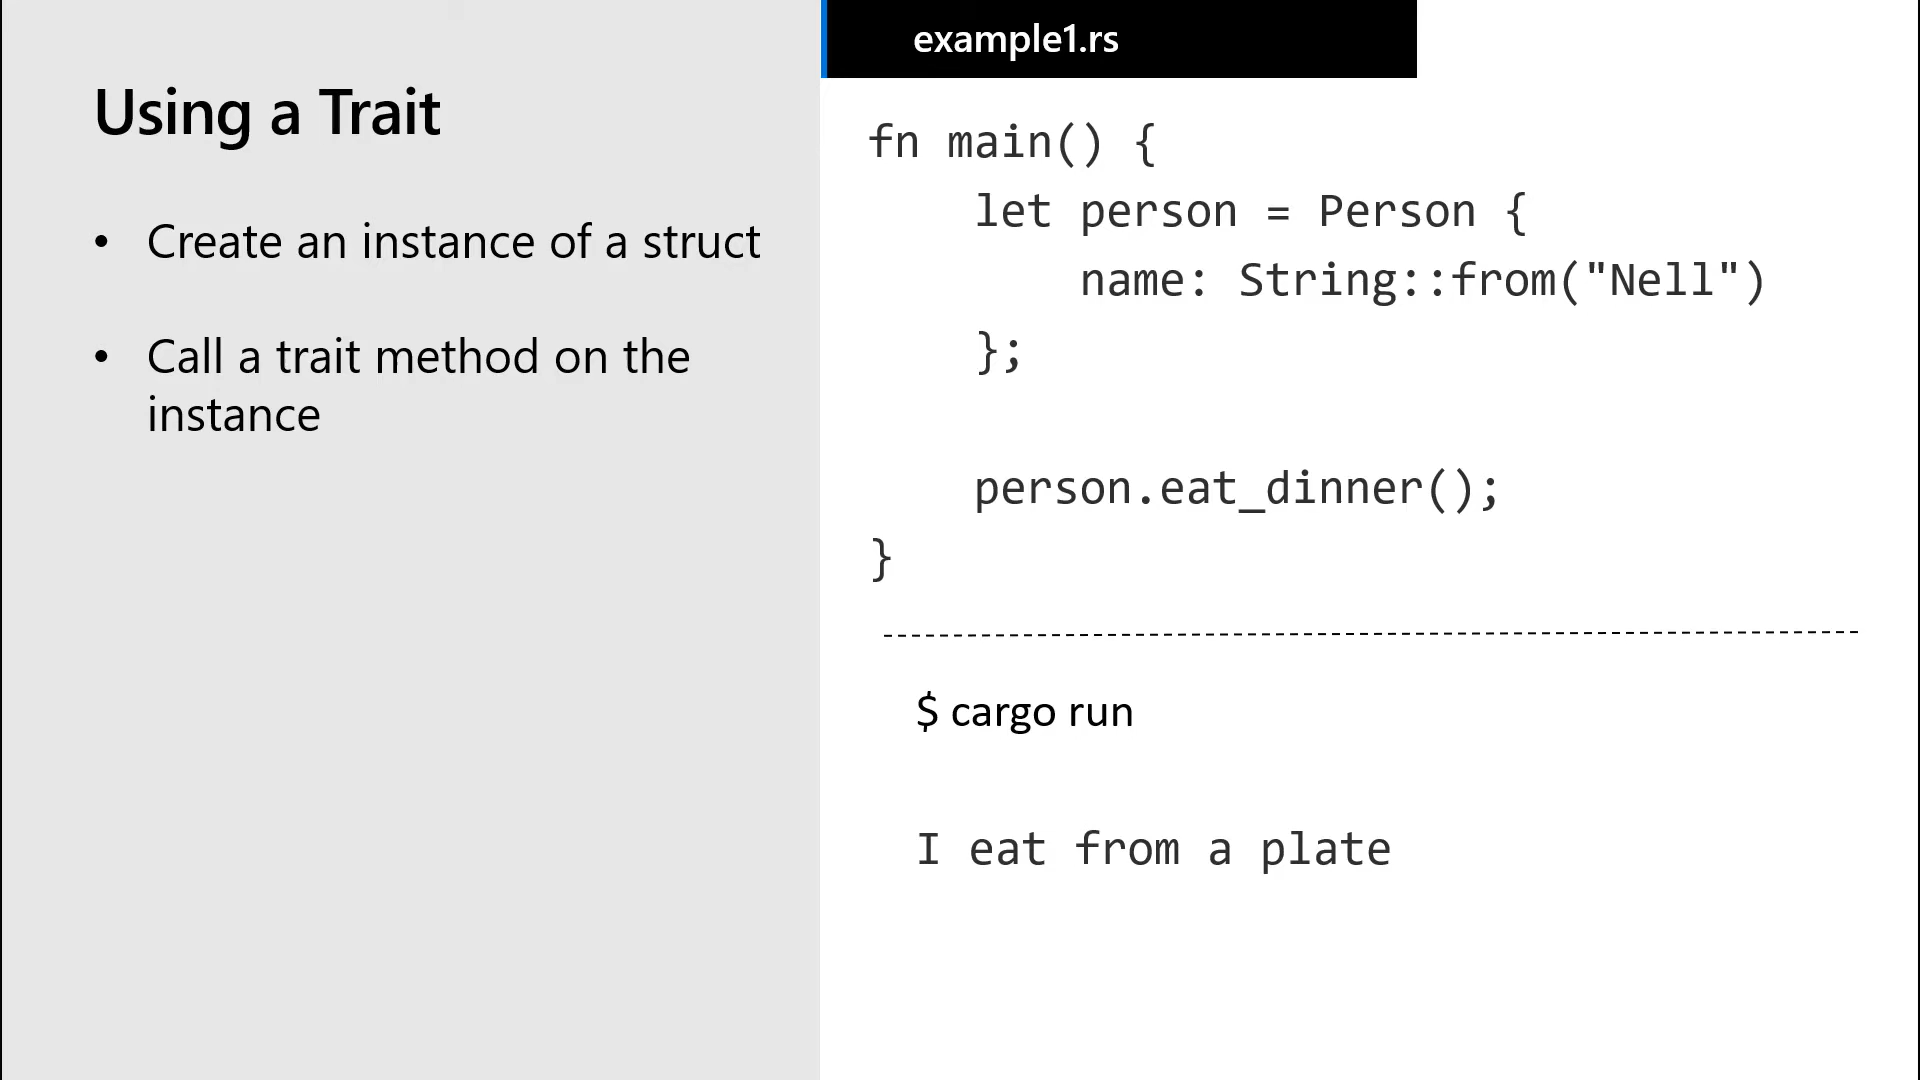 Using a Trait
• Create an instance of a struct
• Call a trait method on the
instance
example1.rs
fn main() {
    let person = Person {
        name: String::from("Nell")
    };
    person.eat_dinner();
}
$ cargo run
I eat from a plate